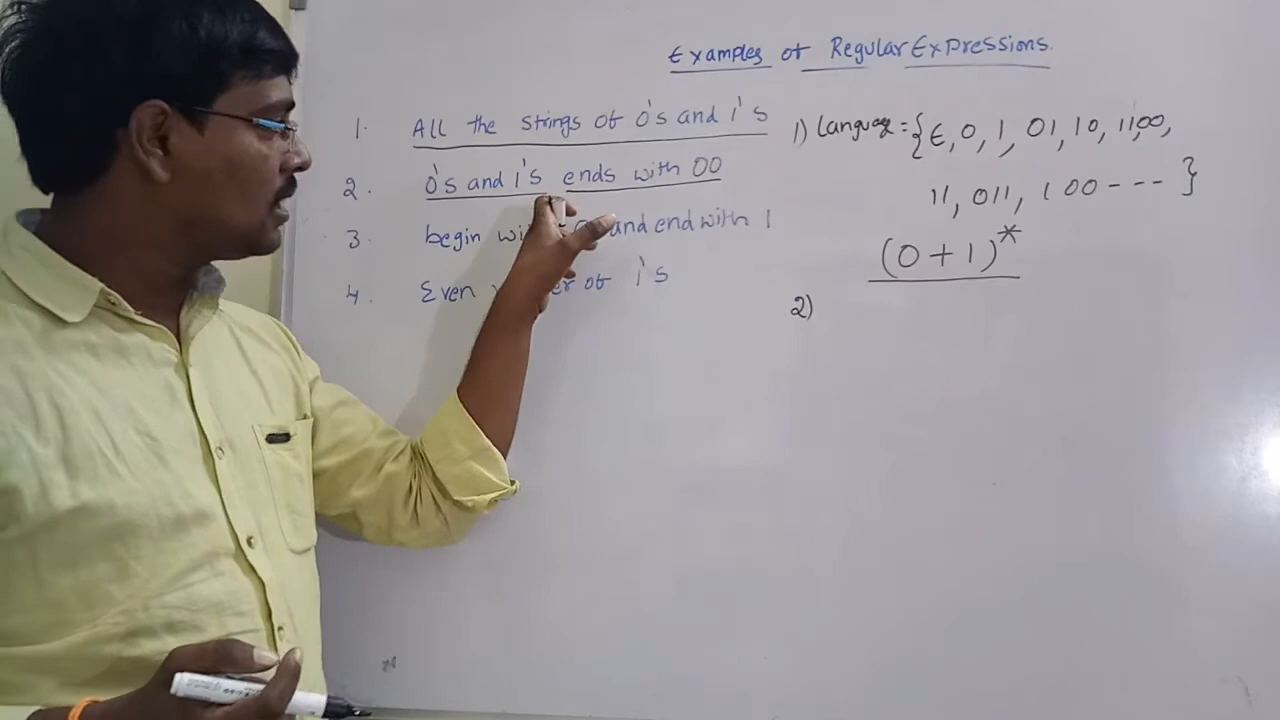 Examples of Regular Expressions.
1. All the strings of 0's and 1's
2. 0's and 1's ends with 00
3. begin and end with 1
4. Even of 1's
1) Language = {ε, 0, 1, 01, 10, 11,00,
11, 011, 100 --- }
(0+1)*
2)